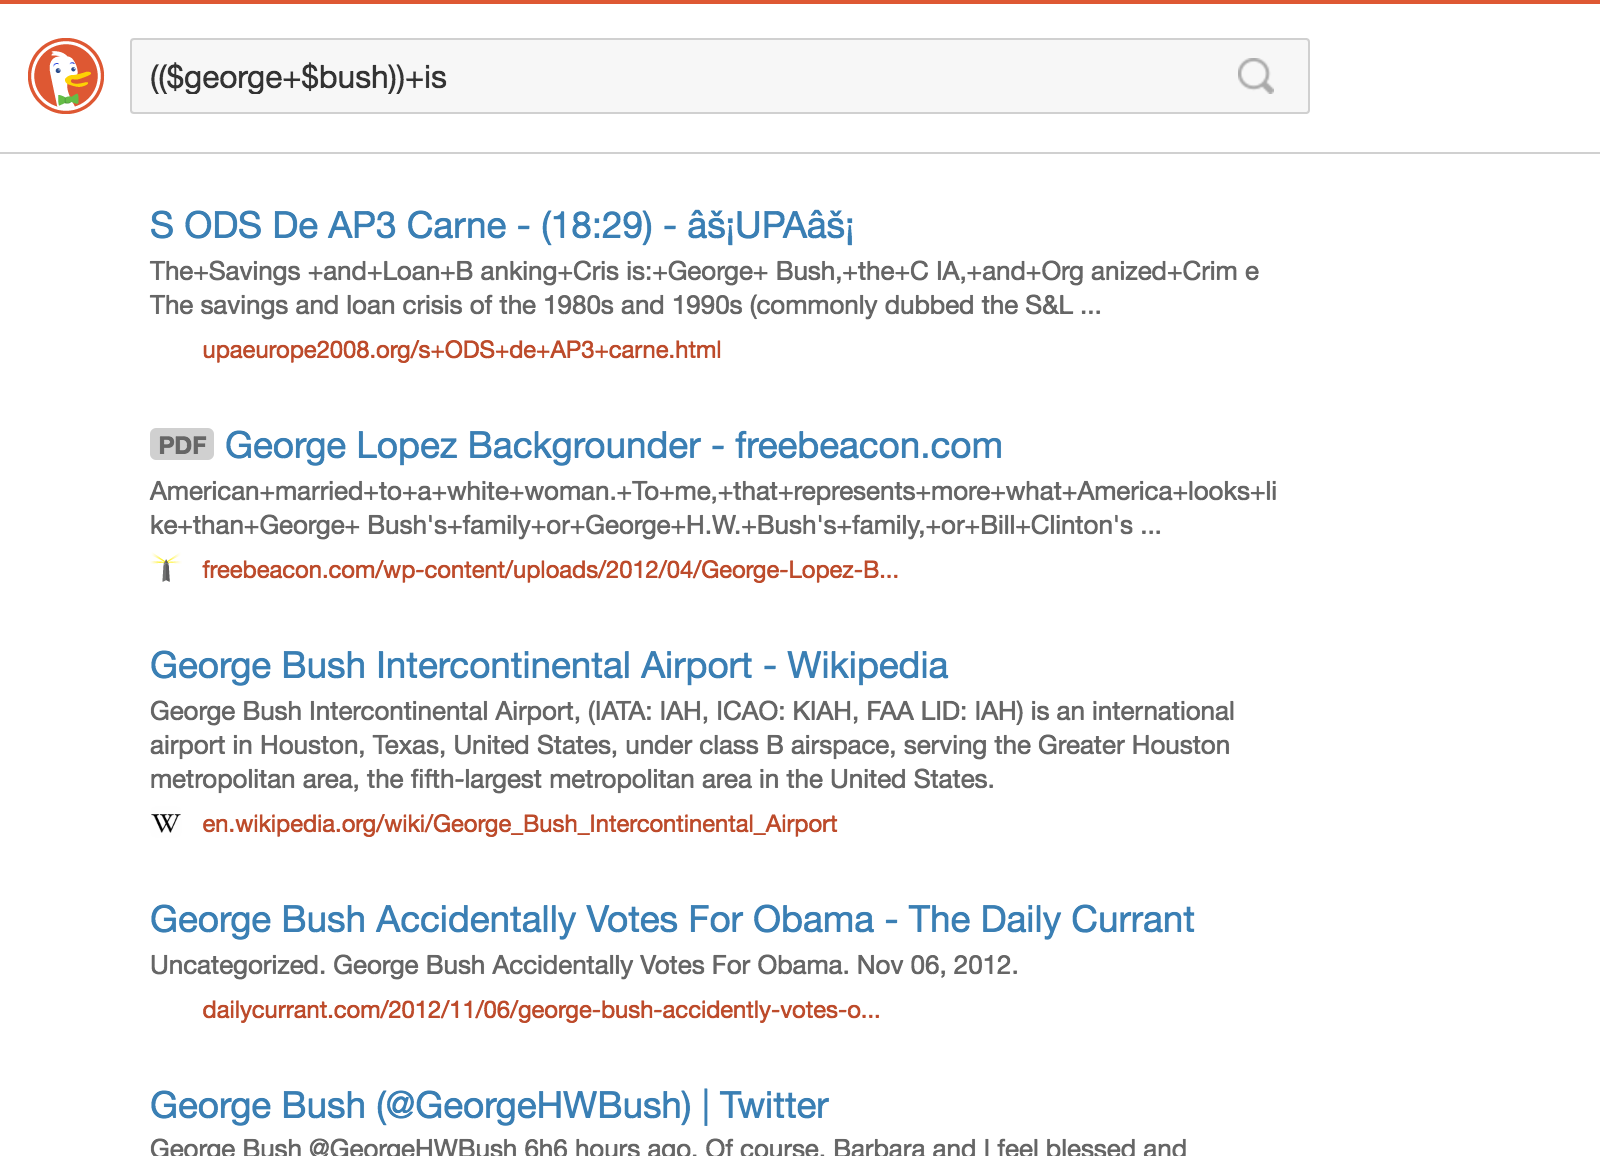 (($george+$bush))+is
S ODS De AP3 Carne - (18:29) - âš¡UPAâš¡
The+Savings +and+Loan+B anking+Cris is:+George+ Bush,+the+C IA,+and+Org anized+Crim e
The savings and loan crisis of the 1980s and 1990s (commonly dubbed the S&L ...
upaeurope2008.org/s+ODS+de+AP3+carne.html
PDF George Lopez Backgrounder - freebeacon.com
American+married+to+a+white+woman.+To+me,+that+represents+more+what+America+looks+li
ke+than+George+ Bush's+family+or+George+H.W.+Bush's+family,+or+Bill+Clinton's ...
freebeacon.com/wp-content/uploads/2012/04/George-Lopez-B...
George Bush Intercontinental Airport - Wikipedia
George Bush Intercontinental Airport, (IATA: IAH, ICAO: KIAH, FAA LID: IAH) is an international
airport in Houston, Texas, United States, under class B airspace, serving the Greater Houston
metropolitan area, the fifth-largest metropolitan area in the United States.
W en.wikipedia.org/wiki/George_Bush_Intercontinental_Airport
George Bush Accidentally Votes For Obama - The Daily Currant
Uncategorized. George Bush Accidentally Votes For Obama. Nov 06, 2012.
dailycurrant.com/2012/11/06/george-bush-accidently-votes-o...
George Bush (@GeorgeHWBush) | Twitter
George Bush @GeorgeHWBush 6h6 hours ago. Of course, Barbara and I feel blessed and